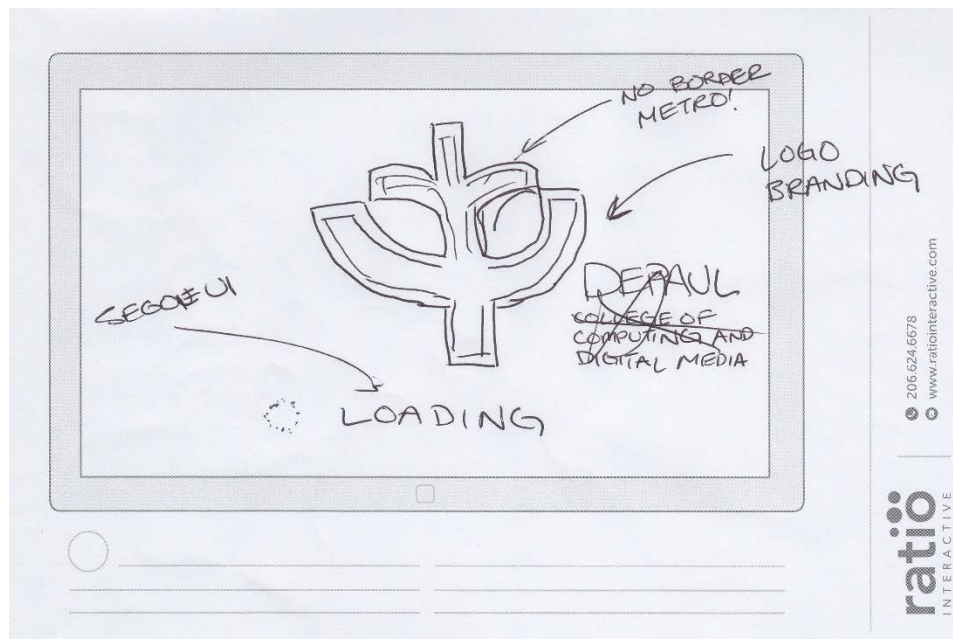 NO BORDER
METRO!
LOGO
BRANDING
SEGOE UI
DEPAUL
COLLEGE OF
COMPUTING AND
DIGITAL MEDIA
LOADING
206.624.6678
www.ratiointeractive.com
ratio
INTERACTIVE